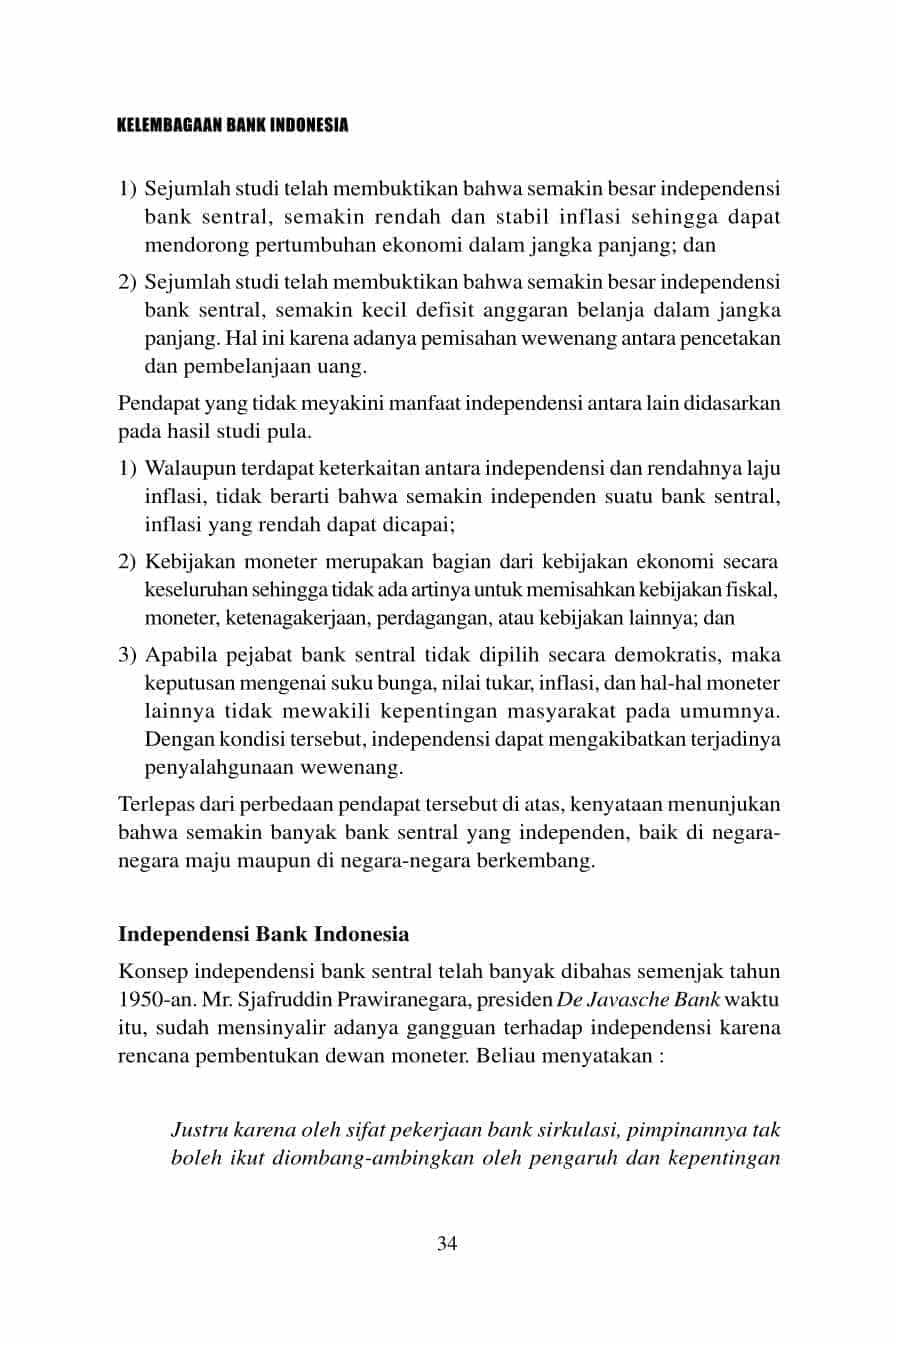 KELEMBAGAAN BANK INDONESIA
1) Sejumlah studi telah membuktikan bahwa semakin besar independensi
bank sentral, semakin rendah dan stabil inflasi sehingga dapat
mendorong pertumbuhan ekonomi dalam jangka panjang; dan
2) Sejumlah studi telah membuktikan bahwa semakin besar independensi
bank sentral, semakin kecil defisit anggaran belanja dalam jangka
panjang. Hal ini karena adanya pemisahan wewenang antara pencetakan
dan pembelanjaan uang.
Pendapat yang tidak meyakini manfaat independensi antara lain didasarkan
pada hasil studi pula.
1) Walaupun terdapat keterkaitan antara independensi dan rendahnya laju
inflasi, tidak berarti bahwa semakin independen suatu bank sentral,
inflasi yang rendah dapat dicapai;
2) Kebijakan moneter merupakan bagian dari kebijakan ekonomi secara
keseluruhan sehingga tidak ada artinya untuk memisahkan kebijakan fiskal,
moneter, ketenagakerjaan, perdagangan, atau kebijakan lainnya; dan
3) Apabila pejabat bank sentral tidak dipilih secara demokratis, maka
keputusan mengenai suku bunga, nilai tukar, inflasi, dan hal-hal moneter
lainnya tidak mewakili kepentingan masyarakat pada umumnya.
Dengan kondisi tersebut, independensi dapat mengakibatkan terjadinya
penyalahgunaan wewenang.
Terlepas dari perbedaan pendapat tersebut di atas, kenyataan menunjukan
bahwa semakin banyak bank sentral yang independen, baik di negara-
negara maju maupun di negara-negara berkembang.
Independensi Bank Indonesia
Konsep independensi bank sentral telah banyak dibahas semenjak tahun
1950-an. Mr. Sjafruddin Prawiranegara, presiden De Javasche Bank waktu
itu, sudah mensinyalir adanya gangguan terhadap independensi karena
rencana pembentukan dewan moneter. Beliau menyatakan :
Justru karena oleh sifat pekerjaan bank sirkulasi, pimpinannya tak
boleh ikut diombang-ambingkan oleh pengaruh dan kepentingan
34